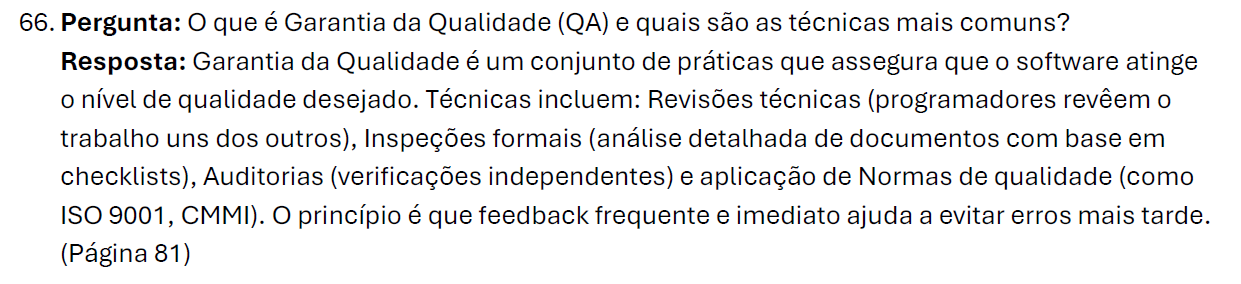 66. Pergunta: O que é Garantia da Qualidade (QA) e quais são as técnicas mais comuns?
Resposta: Garantia da Qualidade é um conjunto de práticas que assegura que o software atinge
o nível de qualidade desejado. Técnicas incluem: Revisões técnicas (programadores revêem o
trabalho uns dos outros), Inspeções formais (análise detalhada de documentos com base em
checklists), Auditorias (verificações independentes) e aplicação de Normas de qualidade (como
ISO 9001, CMMI). O princípio é que feedback frequente e imediato ajuda a evitar erros mais tarde.
(Página 81)